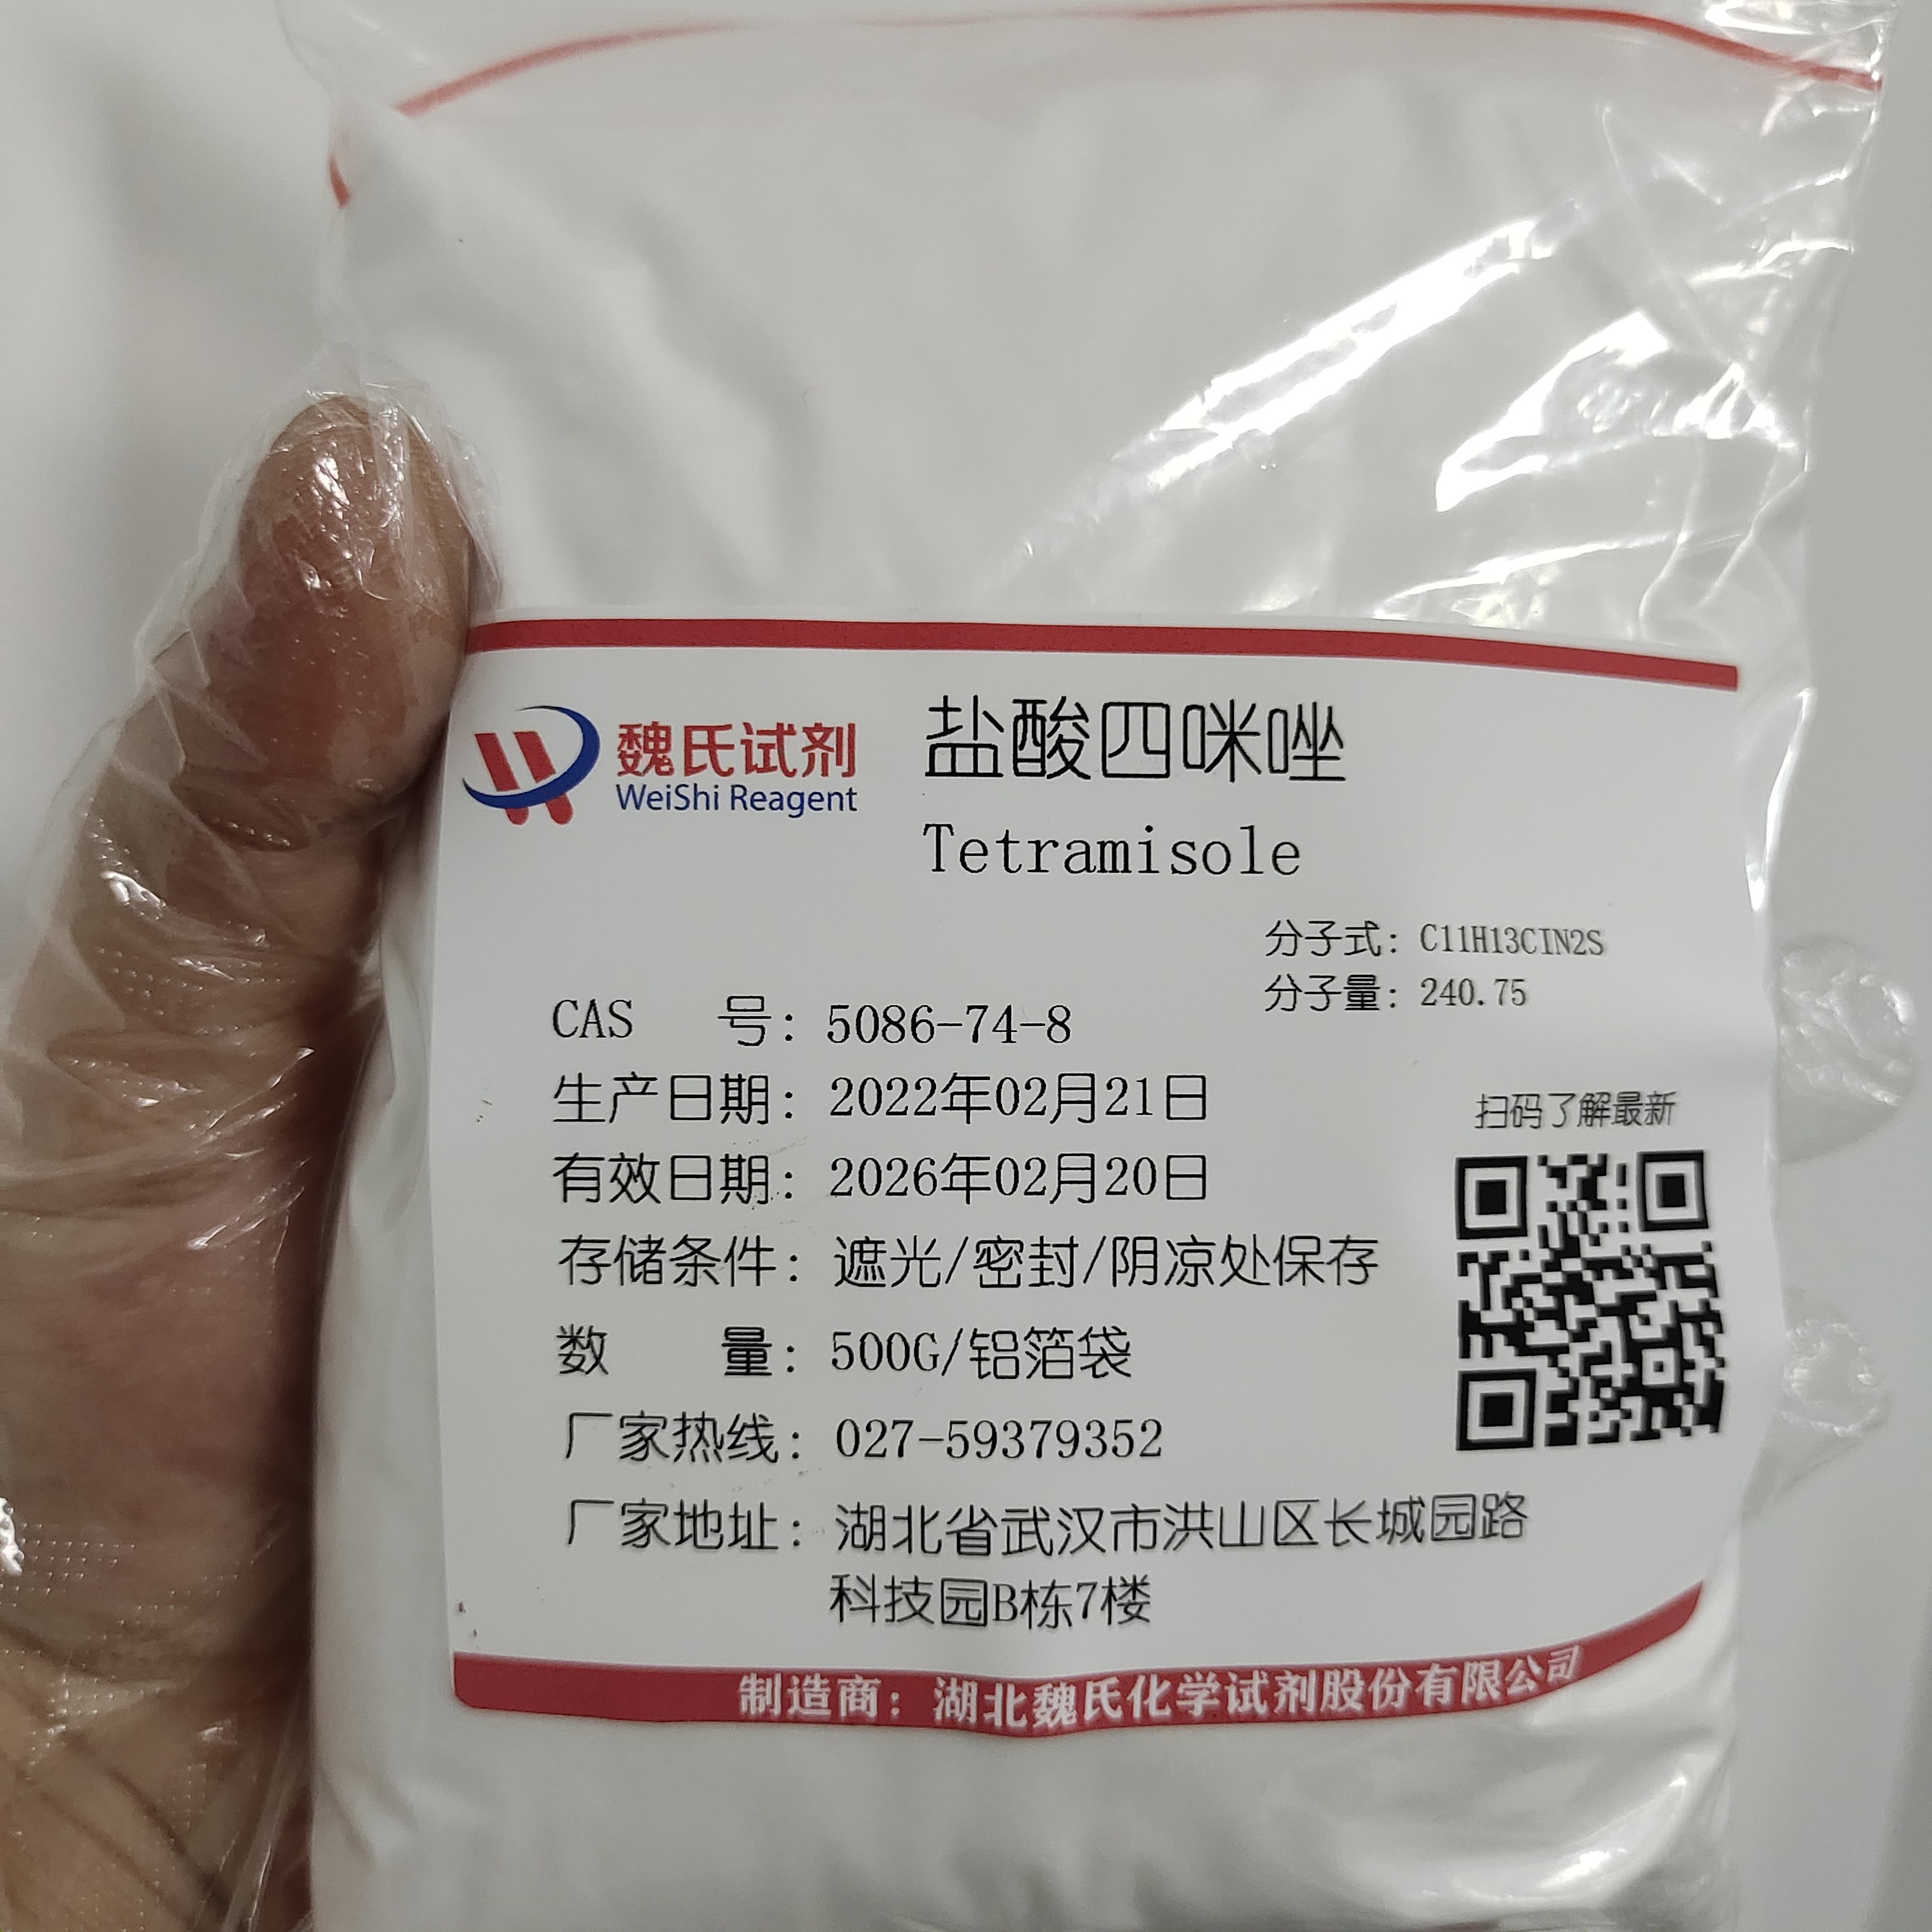 魏氏试剂
WeiShi Reagent
盐酸四咪唑
Tetramisole
分子式: C11H13CIN2S
分子量: 240.75
CAS 号: 5086-74-8
生产日期: 2022年02月21日
有效日期: 2026年02月20日
存储条件: 遮光/密封/阴凉处保存
数 量: 500G/铝箔袋
厂家热线: 027-59379352
厂家地址: 湖北省武汉市洪山区长城园路
科技园B栋7楼
扫码了解最新
制造商: 湖北魏氏化学试剂股份有限公司